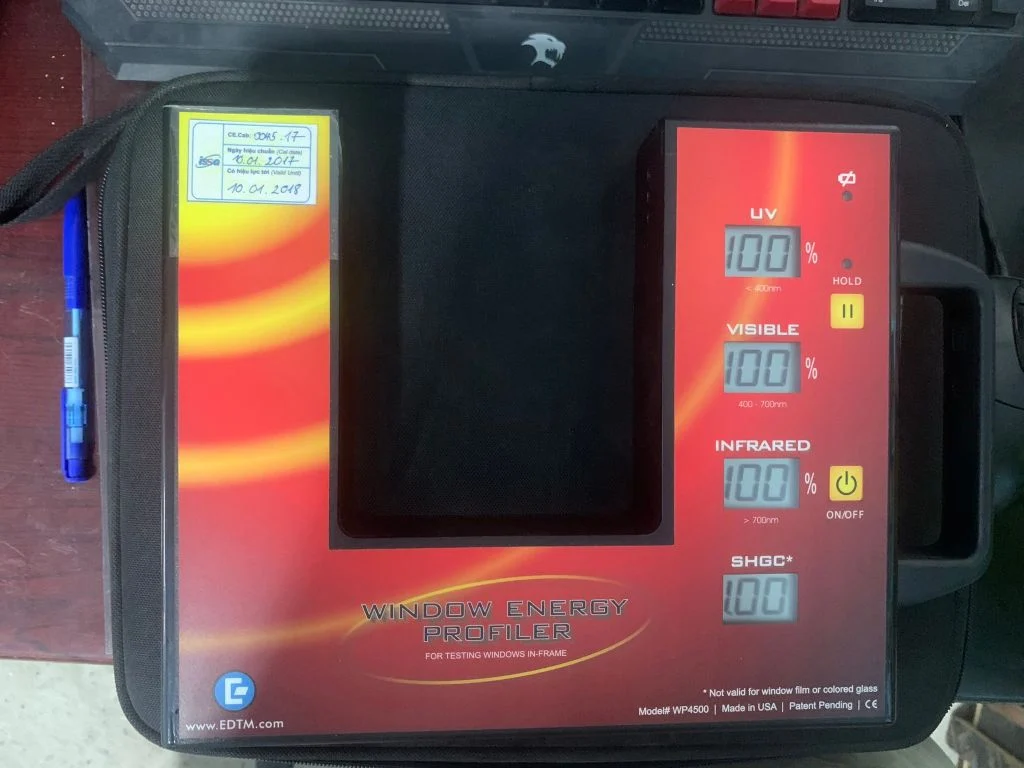 CE.Cab: 0045.17
Ngày hiệu chuẩn (Cal date)
10.01.2017
Có hiệu lực tới (Valid Until)
10.01.2018
UV
100 %
< 400nm
HOLD
VISIBLE
100 %
400 - 700nm
INFRARED
100 %
> 700nm
ON/OFF
SHGC*
1.00
WINDOW ENERGY
PROFILER
FOR TESTING WINDOWS IN-FRAME
www.EDTM.com
* Not valid for window film or colored glass
Model# WP4500 | Made in USA | Patent Pending | CE
Del